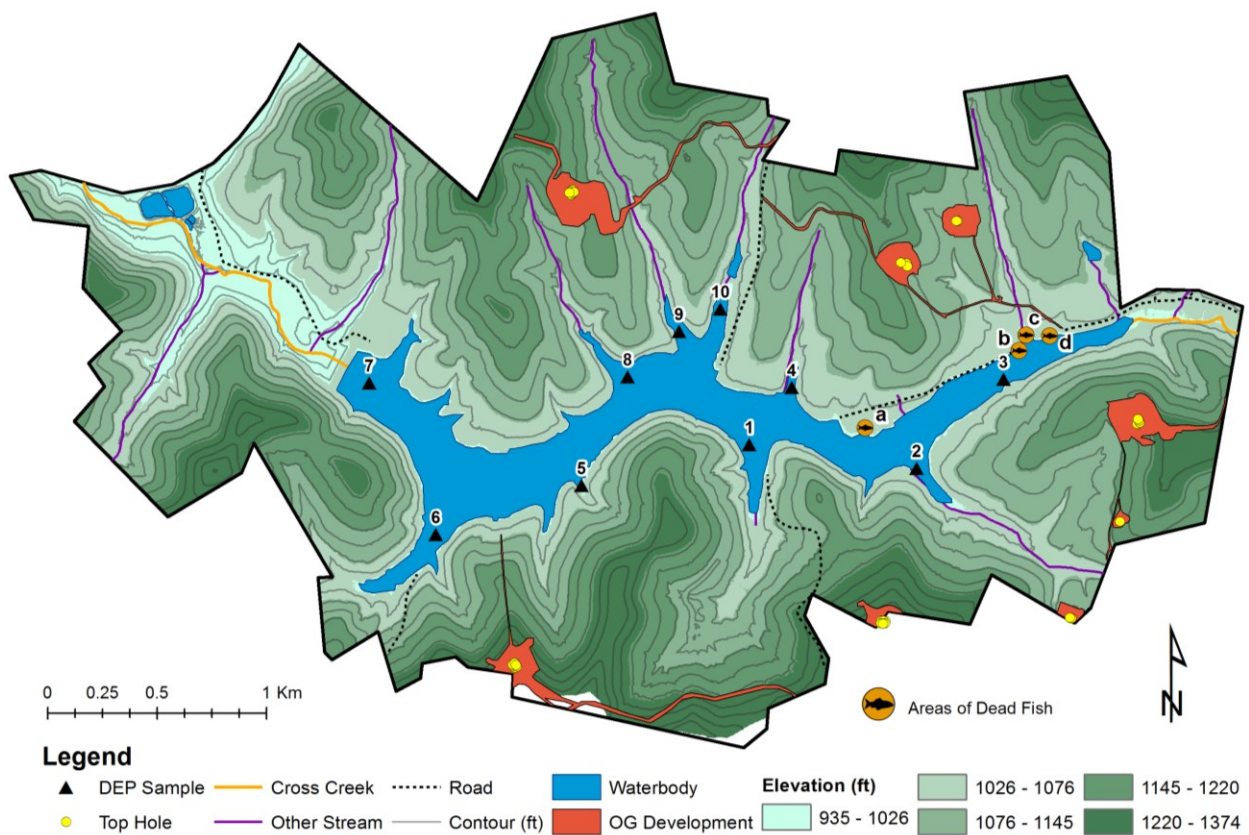 10
9
c
b
d
8
7
4
3
a
1
2
5
6
0 0.25 0.5 1 Km
Areas of Dead Fish
N
Legend
DEP Sample Cross Creek Road Waterbody Elevation (ft) 1026 - 1076 1145 - 1220
Top Hole Other Stream Contour (ft) OG Development 935 - 1026 1076 - 1145 1220 - 1374